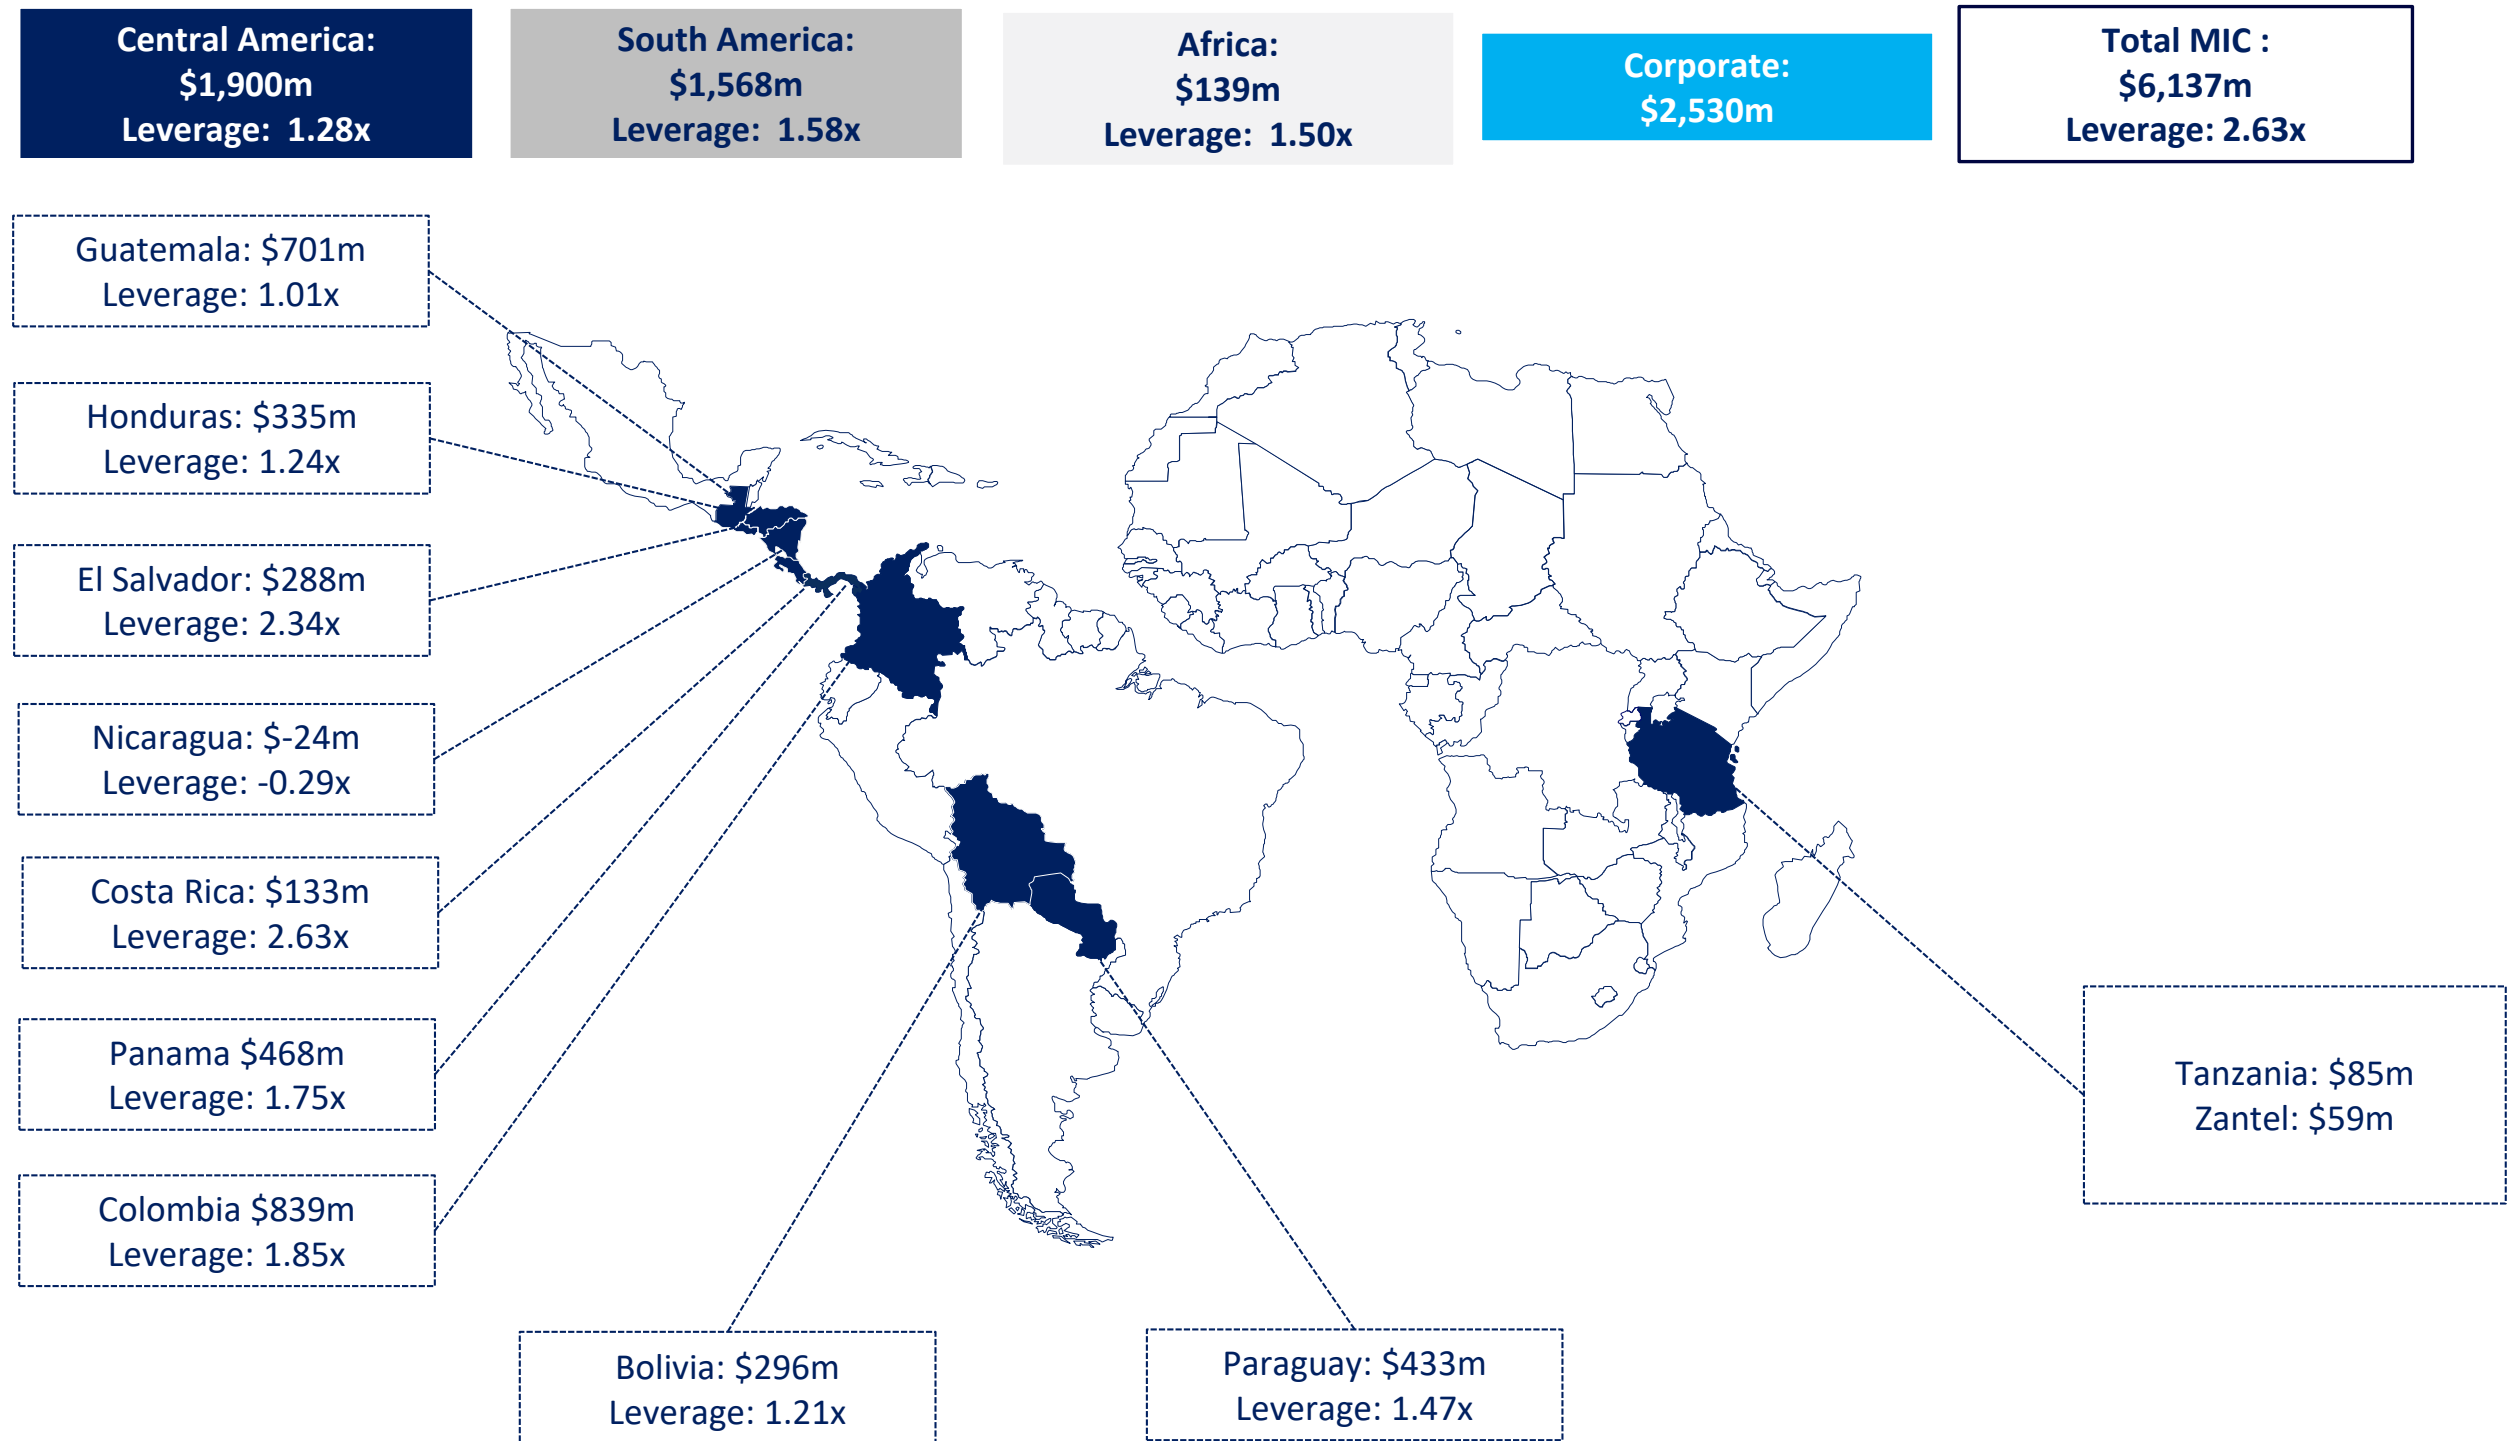 Central America:
$1,900m
Leverage: 1.28x
South America:
$1,568m
Leverage: 1.58x
Africa:
$139m
Leverage: 1.50x
Corporate:
$2,530m
Total MIC :
$6,137m
Leverage: 2.63x
Guatemala: $701m
Leverage: 1.01x
Honduras: $335m
Leverage: 1.24x
El Salvador: $288m
Leverage: 2.34x
Nicaragua: $-24m
Leverage: -0.29x
Costa Rica: $133m
Leverage: 2.63x
Panama $468m
Leverage: 1.75x
Colombia $839m
Leverage: 1.85x
Bolivia: $296m
Leverage: 1.21x
Paraguay: $433m
Leverage: 1.47x
Tanzania: $85m
Zantel: $59m